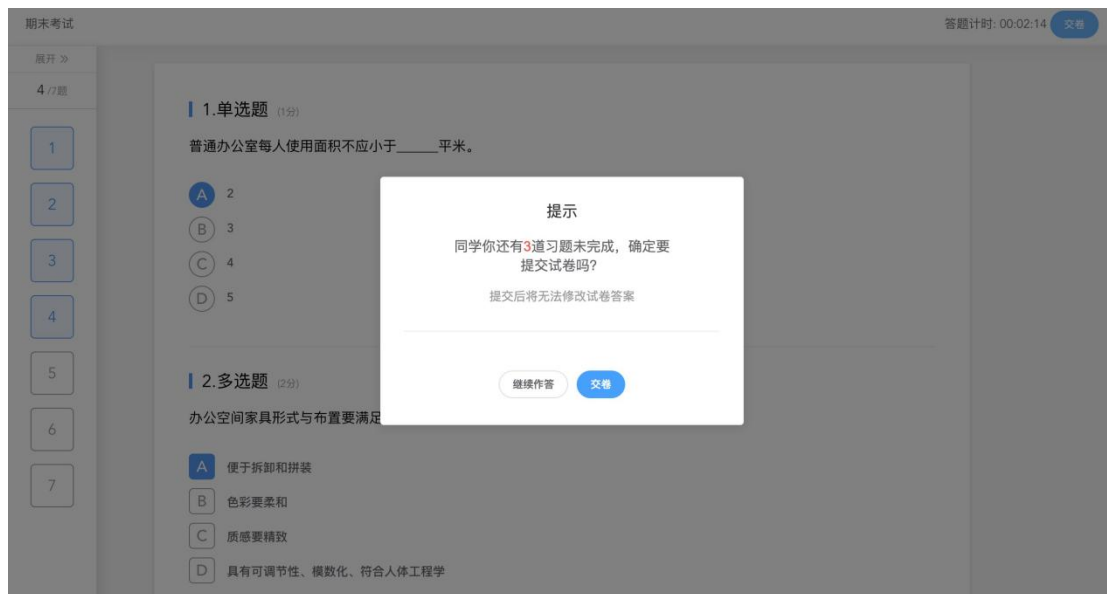 期末考试
答题计时: 00:02:14 交卷
展开 >>
4 /7题
1
2
3
4
5
6
7
1.单选题 (1分)
普通办公室每人使用面积不应小于_____平米。
A 2
B 3
C 4
D 5
2.多选题 (2分)
办公空间家具形式与布置要满足
A 便于拆卸和拼装
B 色彩要柔和
C 质感要精致
D 具有可调节性、模数化、符合人体工程学
提示
同学你还有3道习题未完成，确定要
提交试卷吗?
提交后将无法修改试卷答案
继续作答 交卷